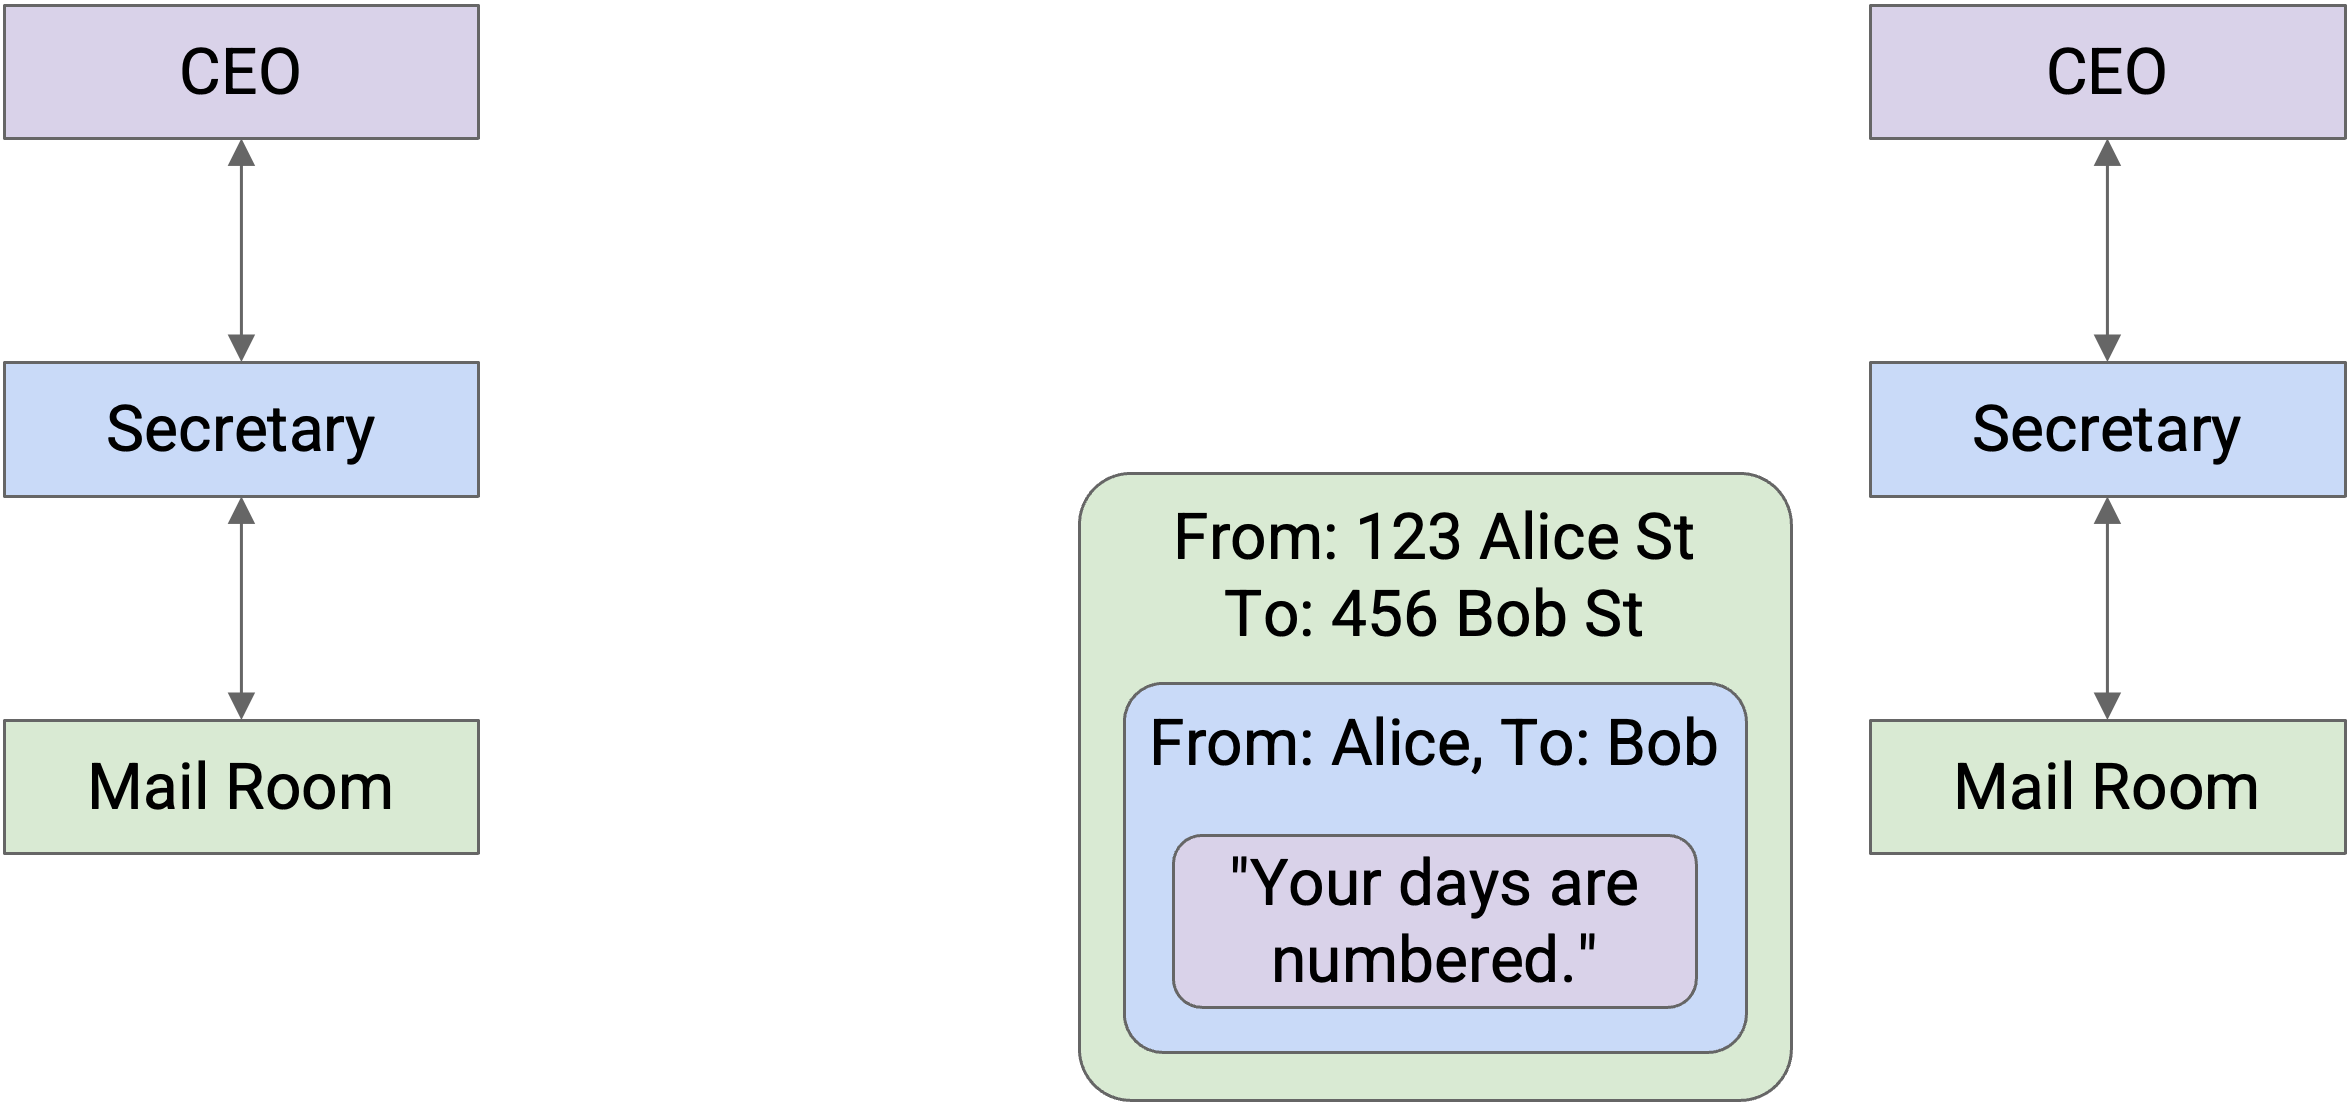 CEO
Secretary
Mail Room
From: 123 Alice St
To: 456 Bob St
From: Alice, To: Bob
"Your days are
numbered."
CEO
Secretary
Mail Room